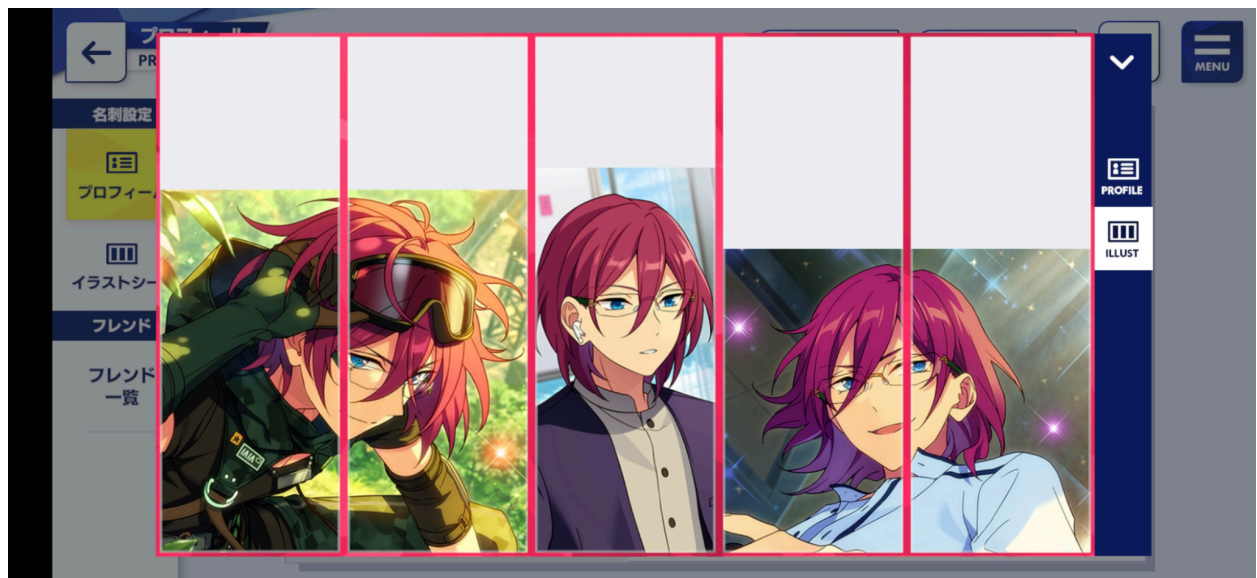 プロフィール
PR
MENU
名刺設定
プロフィー
イラストシー
フレンド
フレンド
一覧
PROFILE
ILLUST